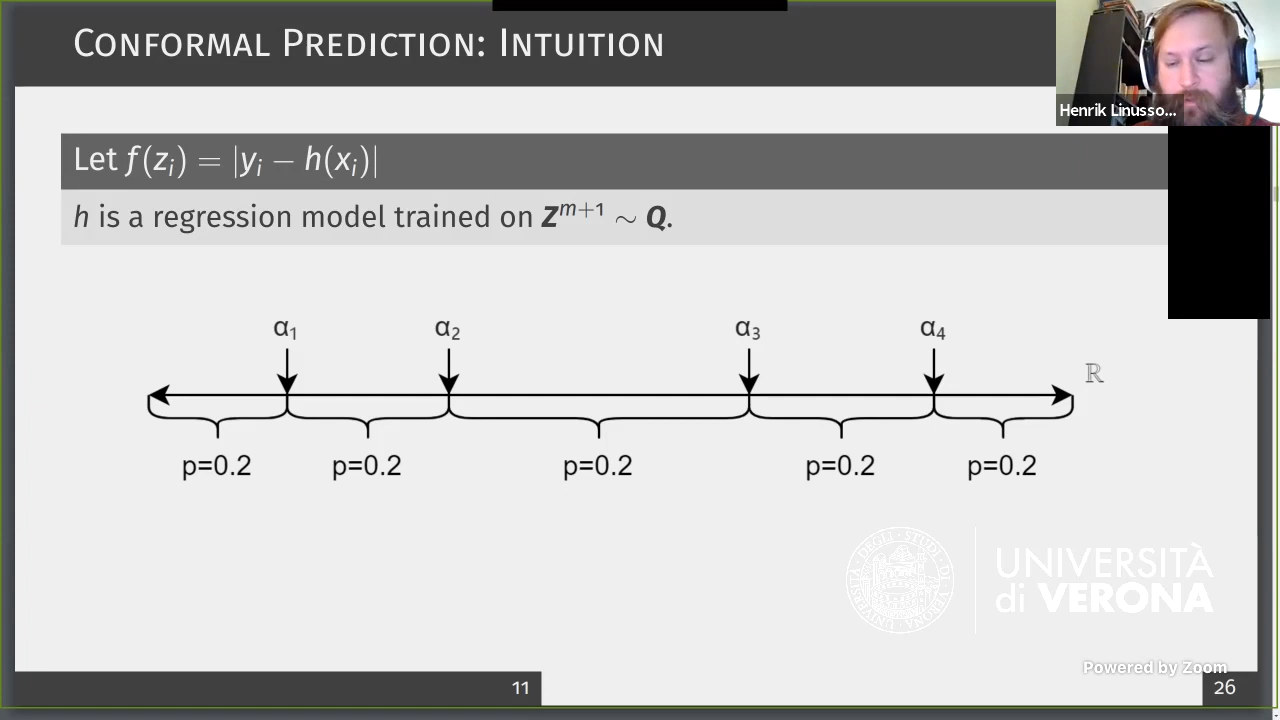 CONFORMAL PREDICTION: INTUITION
Henrik Linusso...
Let f(zᵢ) = |yᵢ − h(xᵢ)|
h is a regression model trained on Zᵐ⁺¹ ∼ Q.
α₁ α₂ α₃ α₄
ℝ
p=0.2 p=0.2 p=0.2 p=0.2 p=0.2
UNIVERSITÀ
di VERONA
Powered by Zoom
11 26